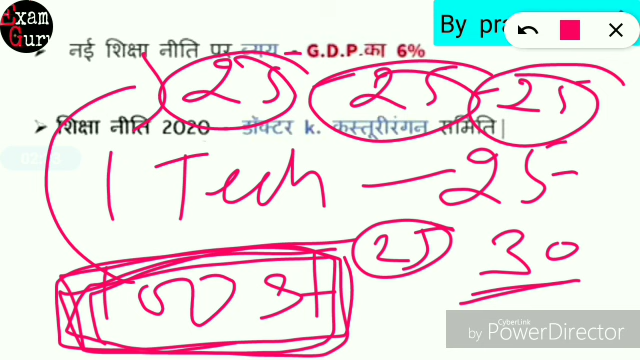 Exam
Guru
By pra
➤ नई शिक्षा नीति पर व्यय – G.D.P.का 6%
25 25 25
➤ शिक्षा नीति 2020 डॉक्टर k. कस्तूरीरंगन समिति|
1 Tech — 25
25 30
by CyberLink PowerDirector